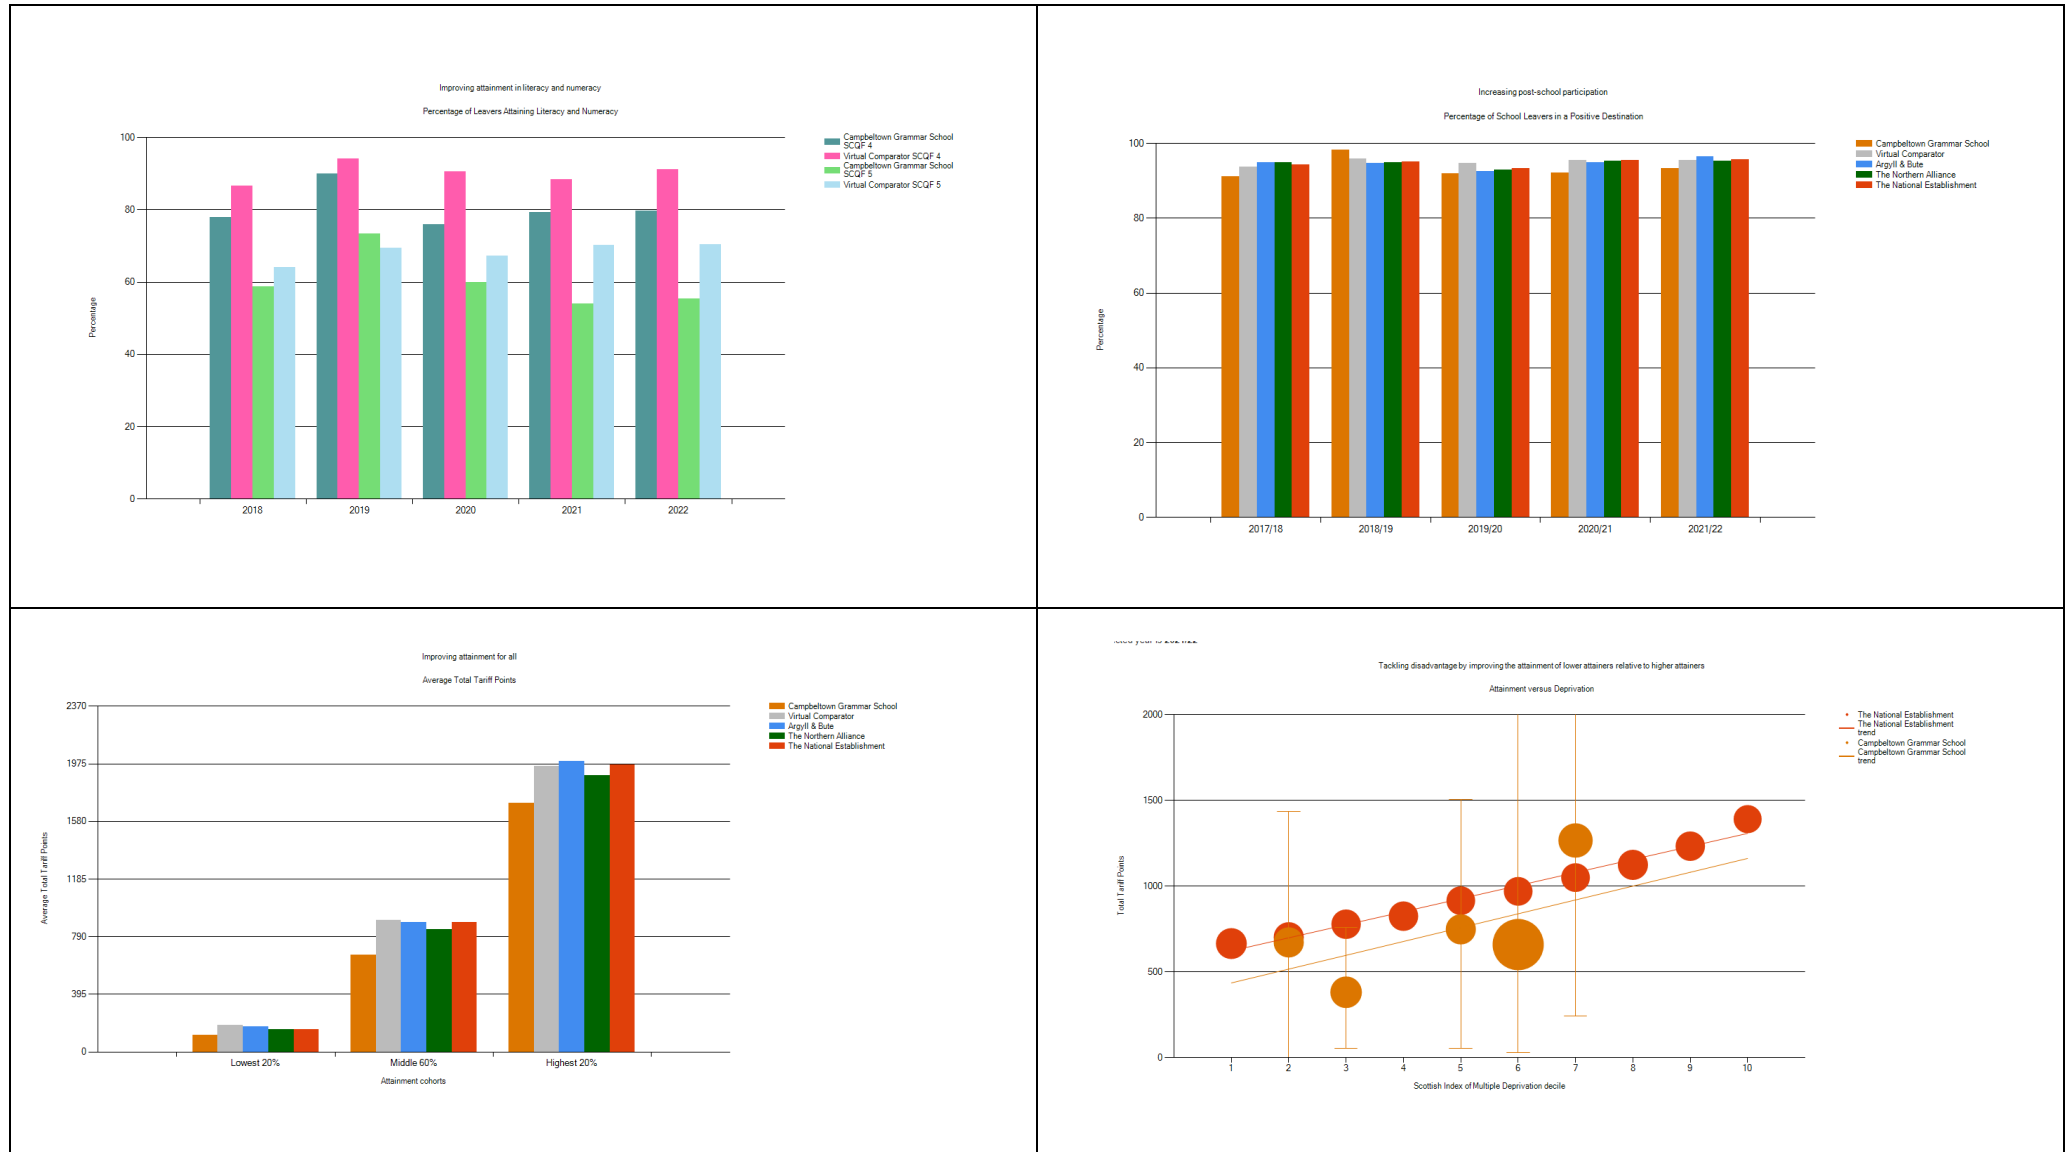 Improving attainment in literacy and numeracy
Percentage of Leavers Attaining Literacy and Numeracy
100
80
60
40
20
0
Percentage
2018
2019
2020
2021
2022
Campbeltown Grammar School
SCQF 4
Virtual Comparator SCQF 4
Campbeltown Grammar School
SCQF 5
Virtual Comparator SCQF 5
Increasing post-school participation
Percentage of School Leavers in a Positive Destination
100
80
60
40
20
0
Percentage
2017/18
2018/19
2019/20
2020/21
2021/22
Campbeltown Grammar School
Virtual Comparator
Argyll & Bute
The Northern Alliance
The National Establishment
Improving attainment for all
Average Total Tariff Points
2370
1975
1580
1185
790
395
0
Average Total Tariff Points
Lowest 20%
Middle 60%
Highest 20%
Attainment cohorts
Campbeltown Grammar School
Virtual Comparator
Argyll & Bute
The Northern Alliance
The National Establishment
year is
Tackling disadvantage by improving the attainment of lower attainers relative to higher attainers
Attainment versus Deprivation
2000
1500
1000
500
0
Total Tariff Points
1
2
3
4
5
6
7
8
9
10
Scottish Index of Multiple Deprivation decile
The National Establishment
The National Establishment
trend
Campbeltown Grammar School
Campbeltown Grammar School
trend